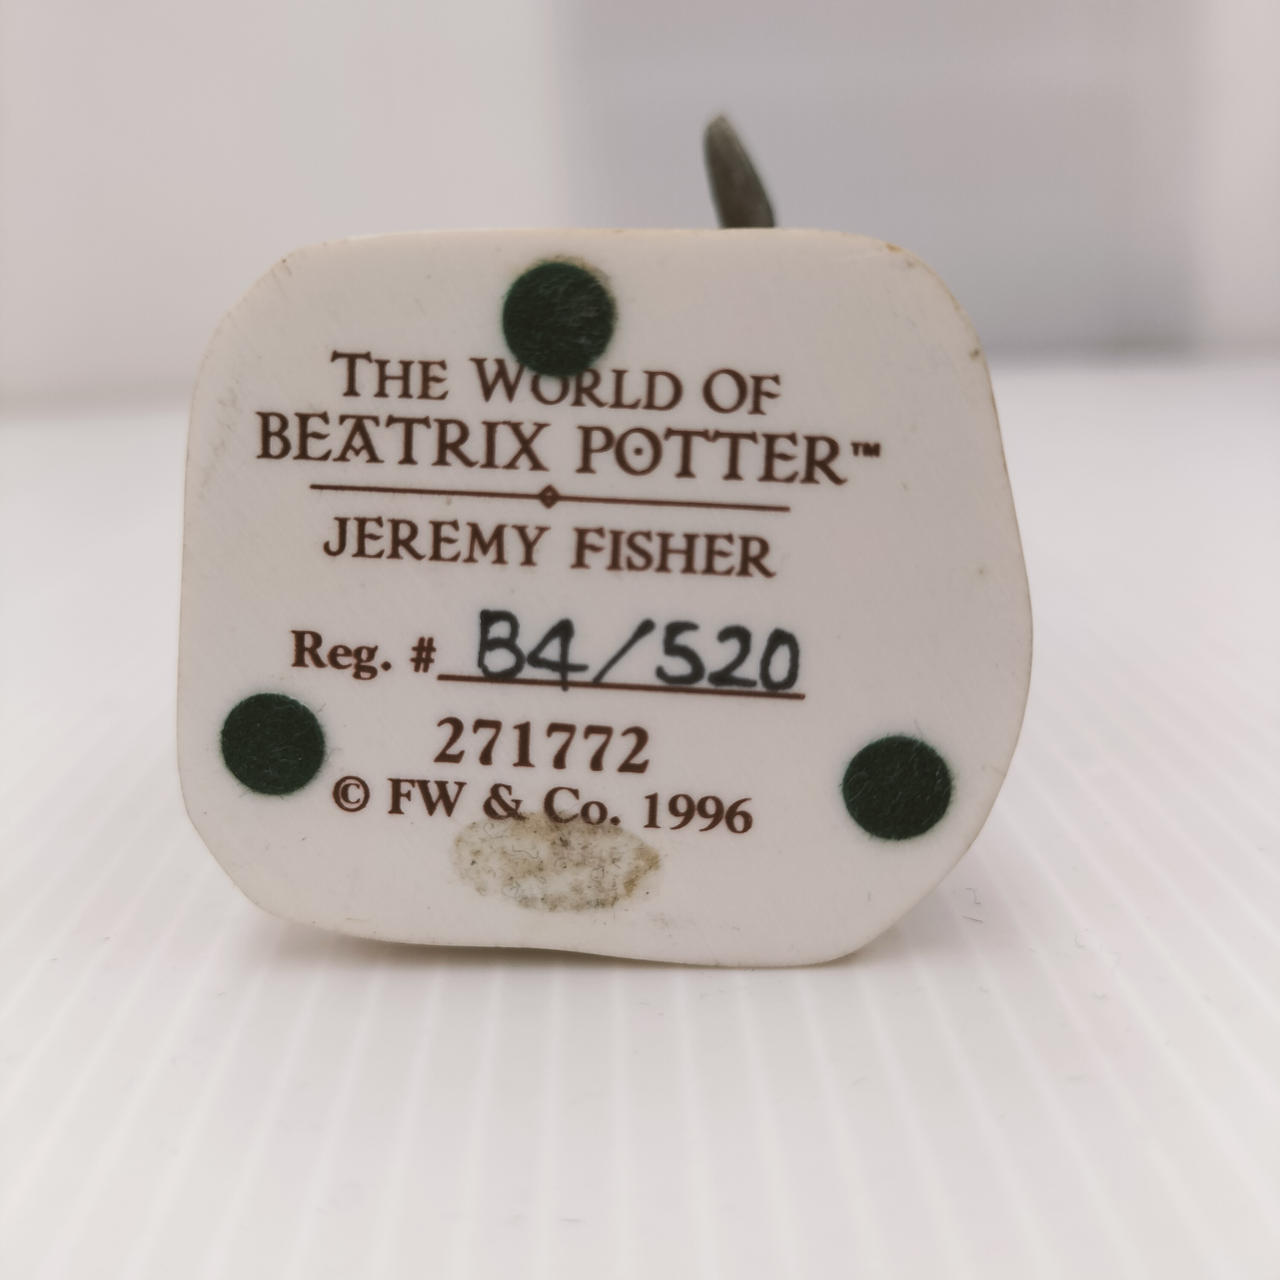 THE WORLD OF
BEATRIX POTTER™
JEREMY FISHER
Reg. # B4/520
271772
© FW & Co. 1996